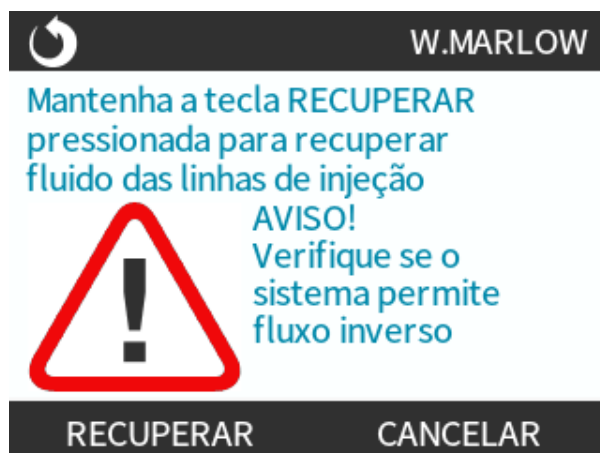 W.MARLOW
Mantenha a tecla RECUPERAR
pressionada para recuperar
fluido das linhas de injeção
AVISO!
Verifique se o
sistema permite
fluxo inverso
!
RECUPERAR CANCELAR